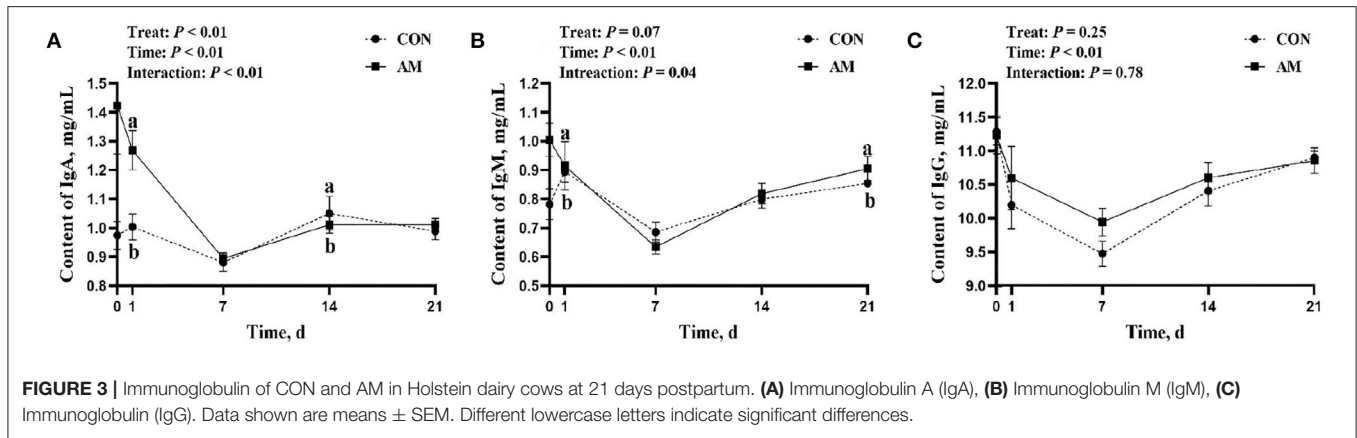 A
Treat: P < 0.01
Time: P < 0.01
Interaction: P < 0.01
CON
AM
Content of IgA, mg/mL
1.5
1.4
1.3
1.2
1.1
1.0
0.9
0.8
a
b
a
b
0 1 7 14 21
Time, d
B
Treat: P = 0.07
Time: P < 0.01
Intreaction: P = 0.04
CON
AM
Content of IgM, mg/mL
1.2
1.1
1.0
0.9
0.8
0.7
0.6
0.5
a
b
a
b
0 1 7 14 21
Time, d
C
Treat: P = 0.25
Time: P < 0.01
Interaction: P = 0.78
CON
AM
Content of IgG, mg/mL
12.0
11.5
11.0
10.5
10.0
9.5
9.0
0 1 7 14 21
Time, d
FIGURE 3 | Immunoglobulin of CON and AM in Holstein dairy cows at 21 days postpartum. (A) Immunoglobulin A (IgA), (B) Immunoglobulin M (IgM), (C)
Immunoglobulin (IgG). Data shown are means ± SEM. Different lowercase letters indicate significant differences.